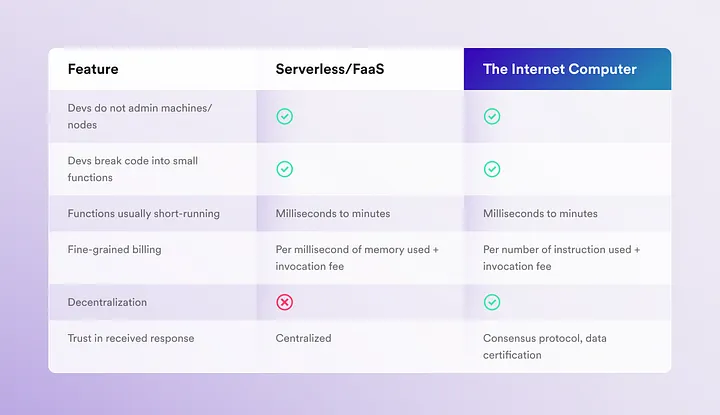 Feature
Serverless/FaaS
The Internet Computer
Devs do not admin machines/
nodes
Devs break code into small
functions
Functions usually short-running
Milliseconds to minutes
Milliseconds to minutes
Fine-grained billing
Per millisecond of memory used +
invocation fee
Per number of instruction used +
invocation fee
Decentralization
Trust in received response
Centralized
Consensus protocol, data
certification